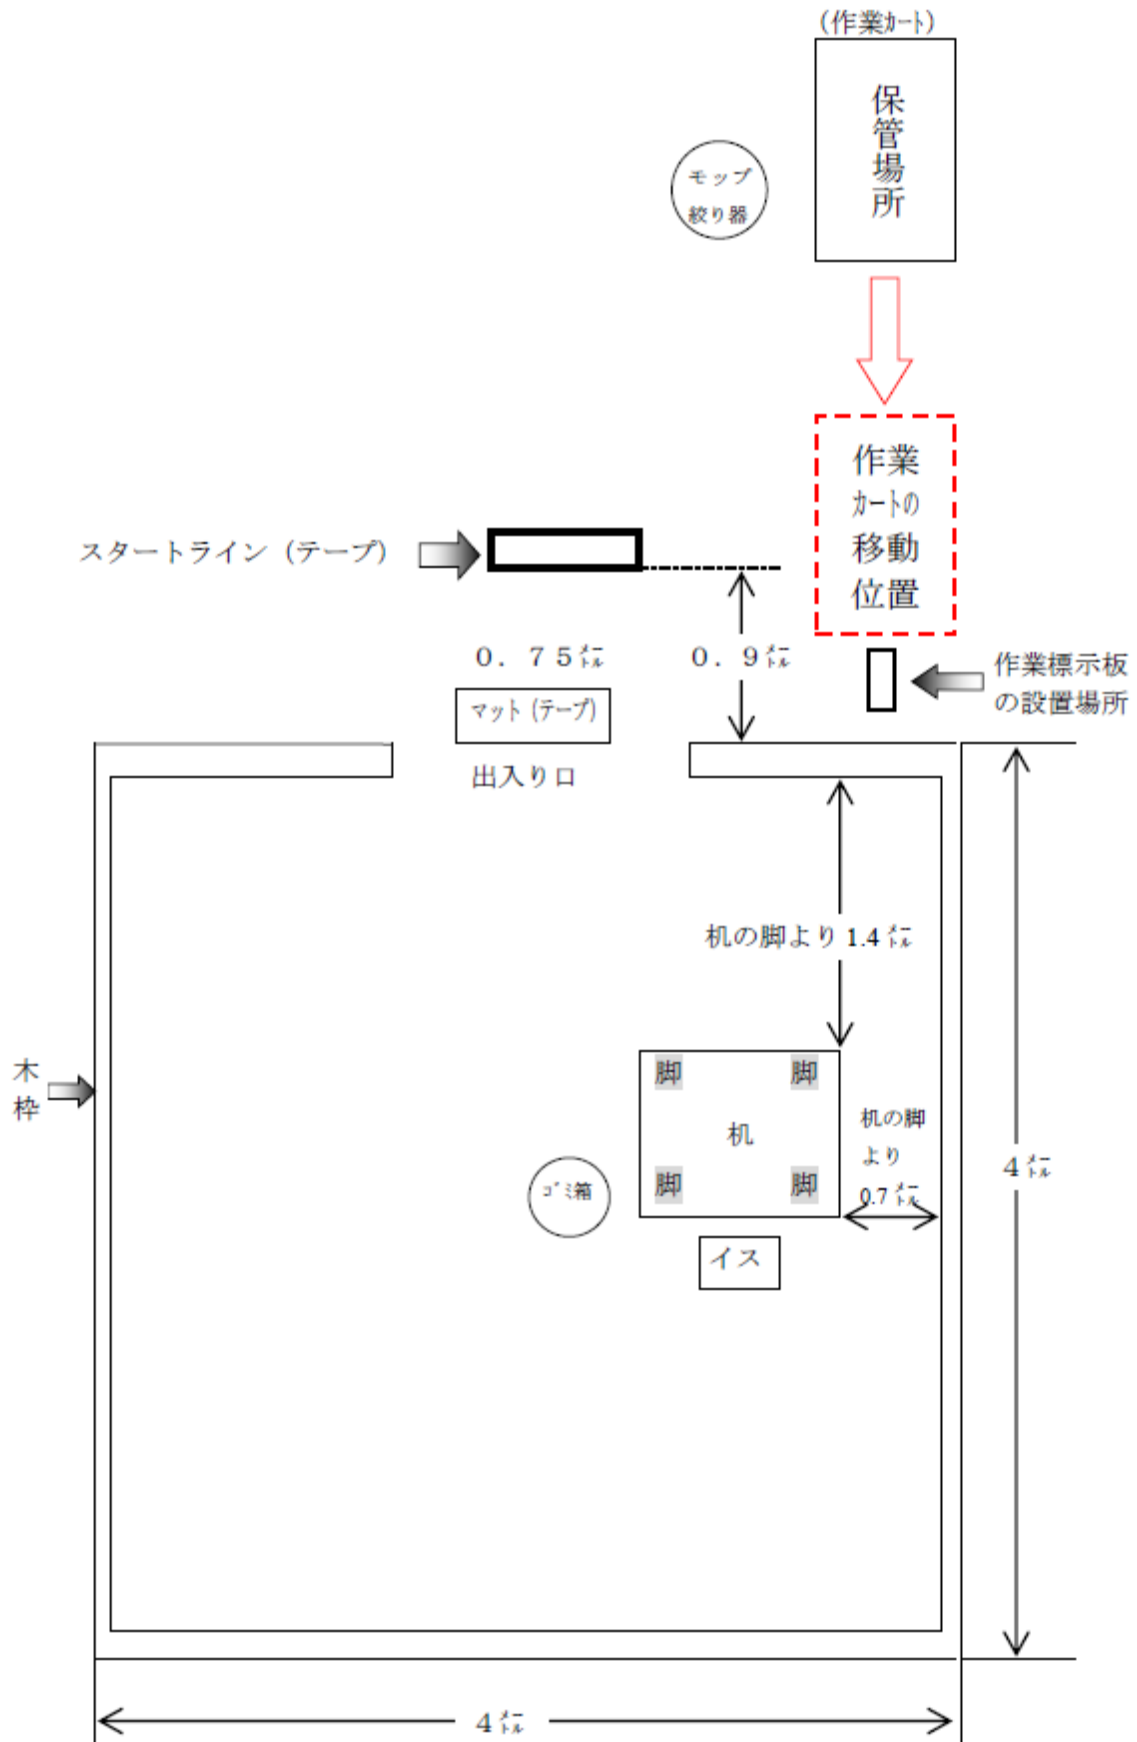 (作業カート)
保管場所
モップ
絞り器
作業
カートの
移動
位置
スタートライン（テープ）
0．75メートル
0．9メートル
作業標示板
の設置場所
マット（テープ）
出入り口
机の脚より1.4メートル
木
枠
脚 脚
机
脚 脚
机の脚
より
0.7メートル
4メートル
ゴミ箱
イス
4メートル